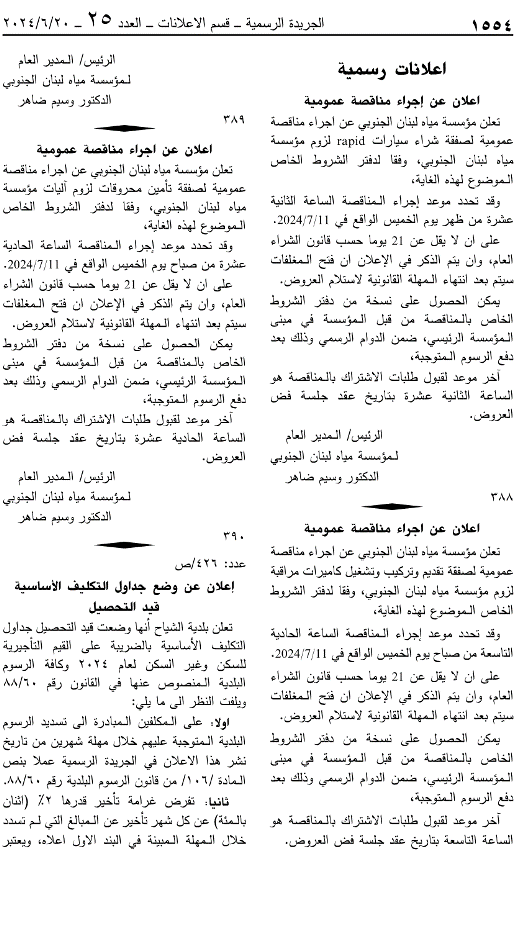 ١٥٥٤
الجريدة الرسمية ــ قسم الاعلانات ــ العدد ٢٥ ــ ٢٠٢٤/٦/٢٠
اعلانات رسمية
اعلان عن إجراء مناقصة عمومية
تعلن مؤسسة مياه لبنان الجنوبي عن اجراء مناقصة
عمومية لصفقة شراء سيارات rapid لزوم مؤسسة
مياه لبنان الجنوبي، وفقا لدفتر الشروط الخاص
الموضوع لهذه الغاية،
وقد تحدد موعد إجراء المناقصة الساعة الثانية
عشرة من ظهر يوم الخميس الواقع في 2024/7/11
على ان لا يقل عن 21 يوما حسب قانون الشراء
العام، وان يتم الذكر في الإعلان ان فتح المغلفات
سيتم بعد انتهاء المهلة القانونية لاستلام العروض.
يمكن الحصول على نسخة من دفتر الشروط
الخاص بالمناقصة من قبل المؤسسة في مبنى
المؤسسة الرئيسي، ضمن الدوام الرسمي وذلك بعد
دفع الرسوم المتوجبة،
آخر موعد لقبول طلبات الاشتراك بالمناقصة هو
الساعة الثانية عشرة بتاريخ عقد جلسة فض
العروض.
الرئيس/ المدير العام
لمؤسسة مياه لبنان الجنوبي
الدكتور وسيم ضاهر
٣٨٨
اعلان عن اجراء مناقصة عمومية
تعلن مؤسسة مياه لبنان الجنوبي عن اجراء مناقصة
عمومية لصفقة تقديم وتركيب وتشغيل كاميرات مراقبة
لزوم مؤسسة مياه لبنان الجنوبي، وفقا لدفتر الشروط
الخاص الموضوع لهذه الغاية،
وقد تحدد موعد إجراء المناقصة الساعة الحادية
التاسعة من صباح يوم الخميس الواقع في 2024/7/11.
على ان لا يقل عن 21 يوما حسب قانون الشراء
العام، وان يتم الذكر في الإعلان ان فتح المغلفات
سيتم بعد انتهاء المهلة القانونية لاستلام العروض.
يمكن الحصول على نسخة من دفتر الشروط
الخاص بالمناقصة من قبل المؤسسة في مبنى
المؤسسة الرئيسي، ضمن الدوام الرسمي وذلك بعد
دفع الرسوم المتوجبة،
آخر موعد لقبول طلبات الاشتراك بالمناقصة هو
الساعة التاسعة بتاريخ عقد جلسة فض العروض.
الرئيس/ المدير العام
لمؤسسة مياه لبنان الجنوبي
الدكتور وسيم ضاهر
٣٨٩
اعلان عن اجراء مناقصة عمومية
تعلن مؤسسة مياه لبنان الجنوبي عن اجراء مناقصة
عمومية لصفقة تأمين محروقات لزوم آليات مؤسسة
مياه لبنان الجنوبي، وفقا لدفتر الشروط الخاص
الموضوع لهذه الغاية،
وقد تحدد موعد إجراء المناقصة الساعة الحادية
عشرة من صباح يوم الخميس الواقع في 2024/7/11.
على ان لا يقل عن 21 يوما حسب قانون الشراء
العام، وان يتم الذكر في الإعلان ان فتح المغلفات
سيتم بعد انتهاء المهلة القانونية لاستلام العروض.
يمكن الحصول على نسخة من دفتر الشروط
الخاص بالمناقصة من قبل المؤسسة في مبنى
المؤسسة الرئيسي، ضمن الدوام الرسمي وذلك بعد
دفع الرسوم المتوجبة،
آخر موعد لقبول طلبات الاشتراك بالمناقصة هو
الساعة الحادية عشرة بتاريخ عقد جلسة فض
العروض.
الرئيس/ المدير العام
لمؤسسة مياه لبنان الجنوبي
الدكتور وسيم ضاهر
٣٩٠
عدد: ٤٢٦/ص
إعلان عن وضع جداول التكليف الأساسية
قيد التحصيل
تعلن بلدية الشياح أنها وضعت قيد التحصيل جداول
التكليف الأساسية بالضريبة على القيم التأجيرية
للسكن وغير السكن لعام ٢٠٢٤ وكافة الرسوم
البلدية المنصوص عنها في القانون رقم ٨٨/٦٠
ويلفت النظر الى ما يلي:
اولا: على المكلفين المبادرة الى تسديد الرسوم
البلدية المتوجبة عليهم خلال مهلة شهرين من تاريخ
نشر هذا الاعلان في الجريدة الرسمية عملا بنص
المادة /١٠٦/ من قانون الرسوم البلدية رقم ٨٨/٦٠.
ثانيا: تفرض غرامة تأخير قدرها ٢٪ (اثنان
بالمئة) عن كل شهر تأخير عن المبالغ التي لم تسدد
خلال المهلة المبينة في البند الاول اعلاه، ويعتبر